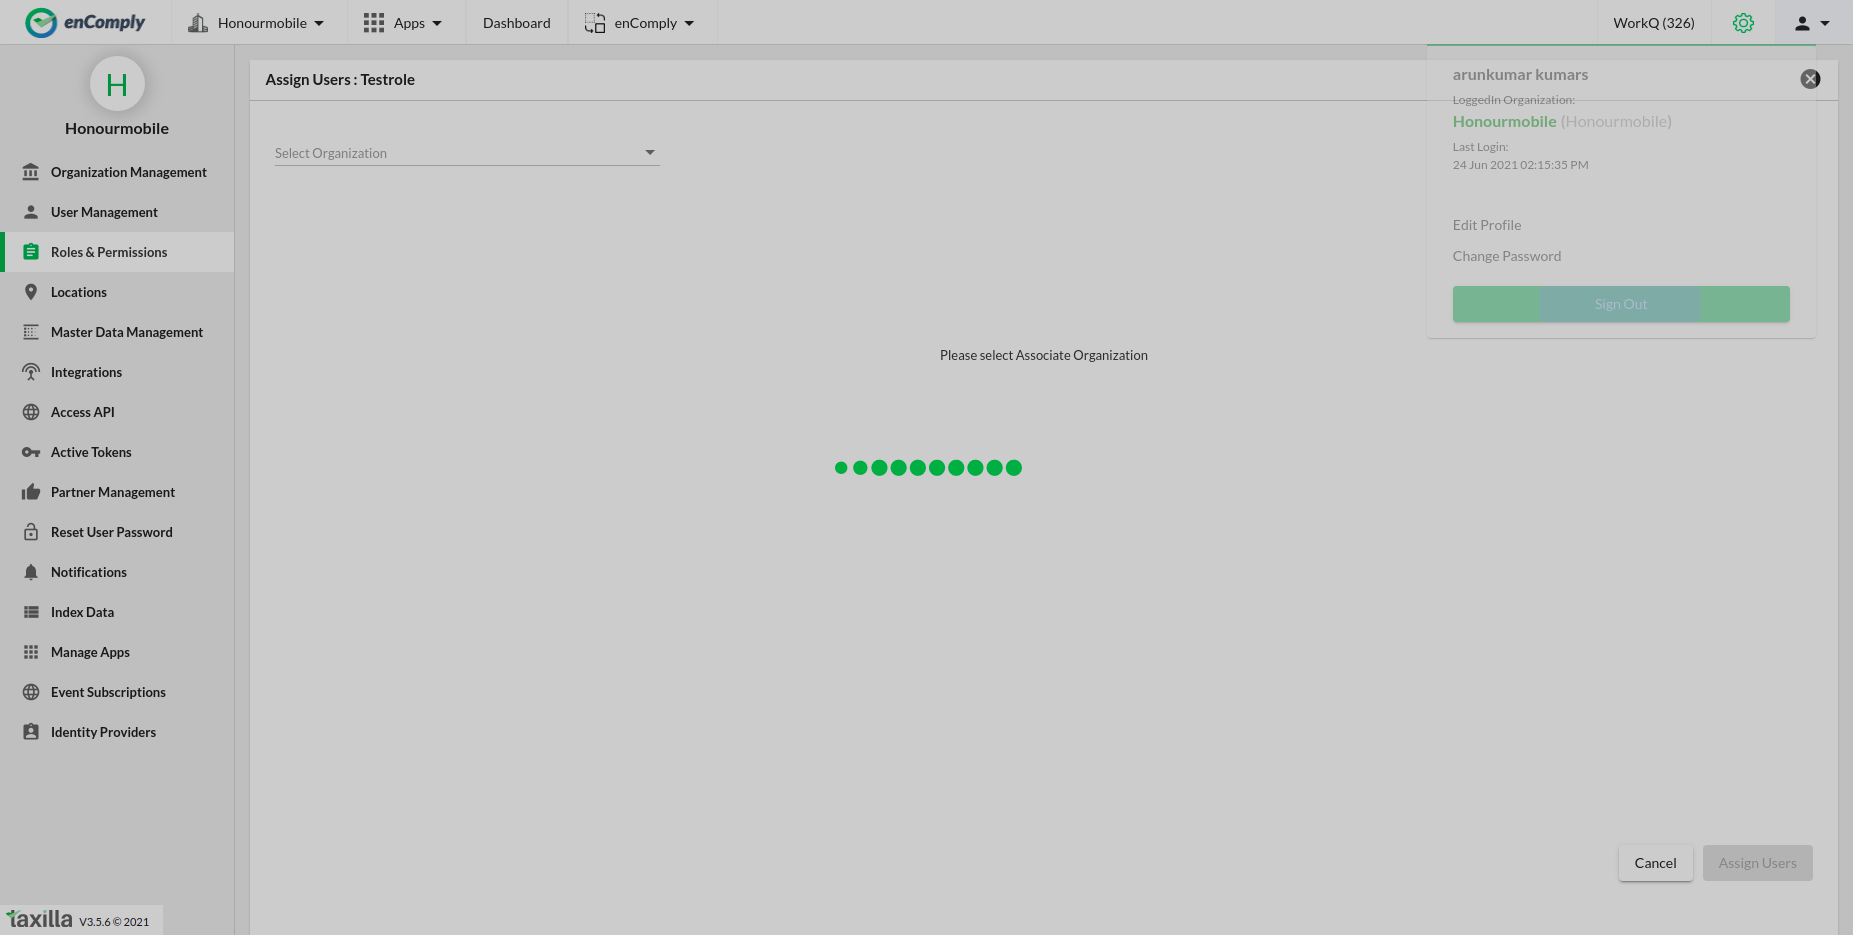 enComply
Honourmobile
Apps
Dashboard
enComply
WorkQ (326)
H
Honourmobile
Organization Management
User Management
Roles & Permissions
Locations
Master Data Management
Integrations
Access API
Active Tokens
Partner Management
Reset User Password
Notifications
Index Data
Manage Apps
Event Subscriptions
Identity Providers
taxilla V3.5.6 © 2021
Assign Users : Testrole
Select Organization
Please select Associate Organization
arunkumar kumars
LoggedIn Organization:
Honourmobile (Honourmobile)
Last Login:
24 Jun 2021 02:15:35 PM
Edit Profile
Change Password
Sign Out
Cancel
Assign Users